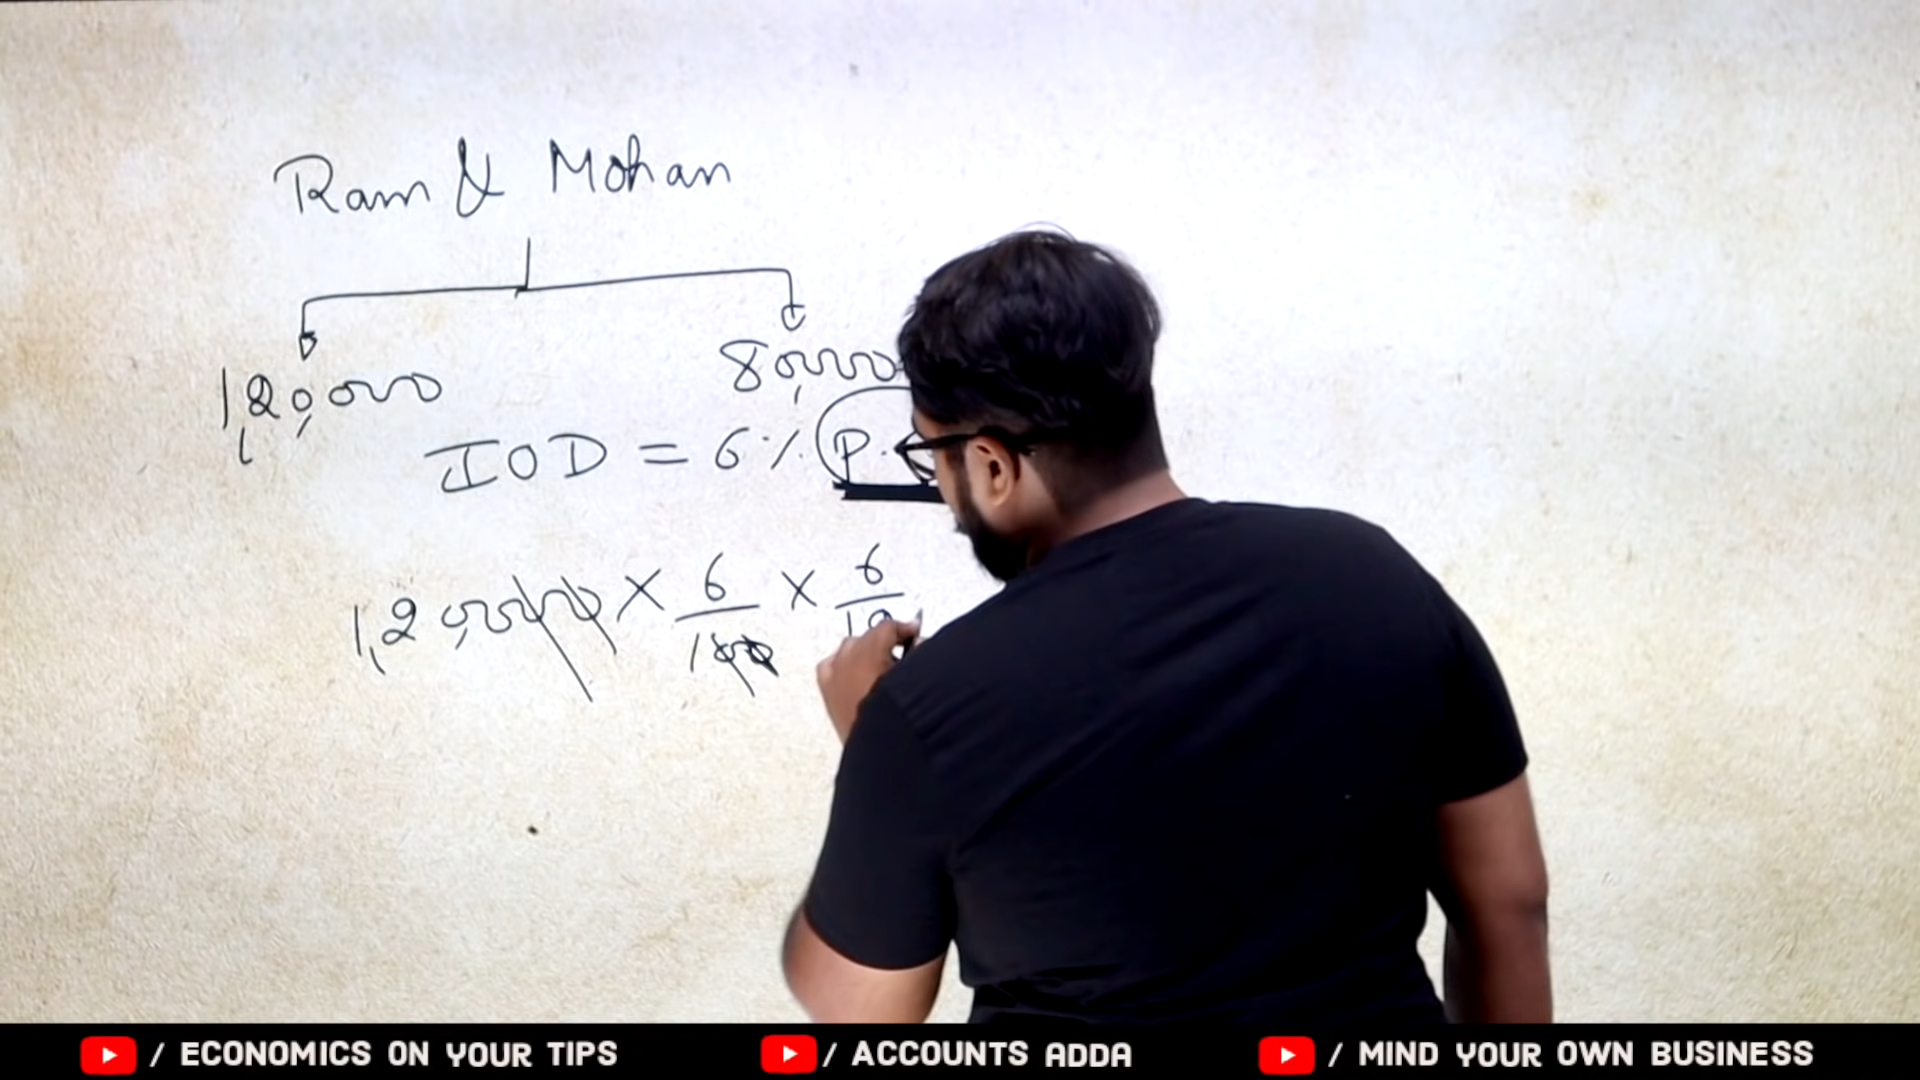 Ram & Mohan
1,20,000 80,000
IOD = 6% P.
1,20,000 × 6/100 × 6/12
/ ECONOMICS ON YOUR TIPS / ACCOUNTS ADDA / MIND YOUR OWN BUSINESS